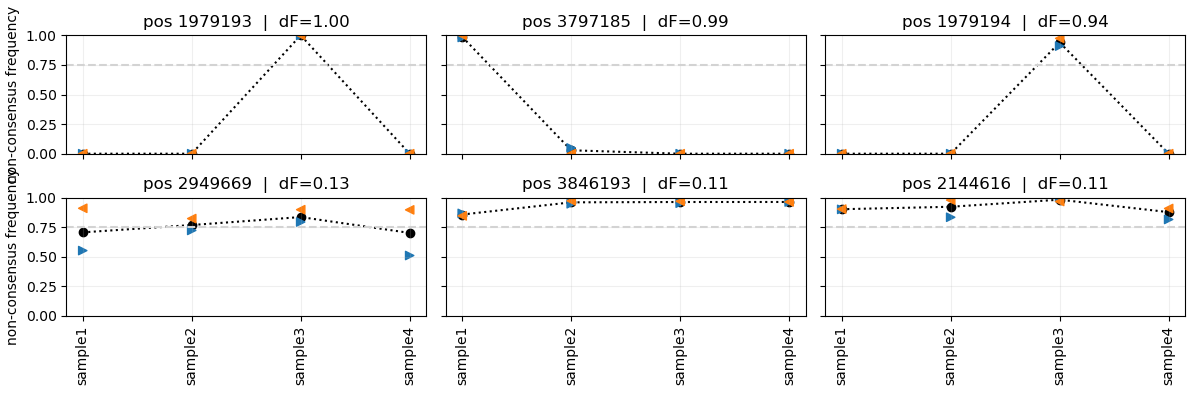 pos 1979193 | dF=1.00
pos 3797185 | dF=0.99
pos 1979194 | dF=0.94
non-consensus frequency
1.00
0.75
0.50
0.25
0.00
pos 2949669 | dF=0.13
pos 3846193 | dF=0.11
pos 2144616 | dF=0.11
non-consensus frequency
1.00
0.75
0.50
0.25
0.00
sample1
sample2
sample3
sample4
sample1
sample2
sample3
sample4
sample1
sample2
sample3
sample4